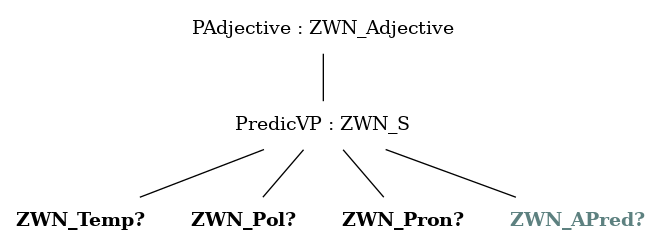 PAdjective : ZWN_Adjective
PredicVP : ZWN_S
ZWN_Temp? ZWN_Pol? ZWN_Pron? ZWN_APred?